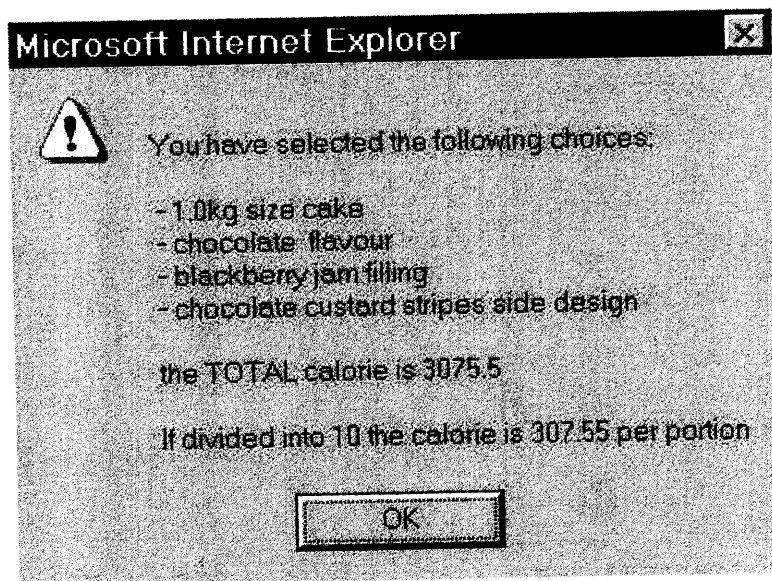 Microsoft Internet Explorer
You have selected the following choices:
- 1.0kg size cake
- chocolate flavour
- blackberry jam filling
- chocolate custard stripes side design
the TOTAL calorie is 3075.5
If divided into 10 the calorie is 307.55 per portion
OK